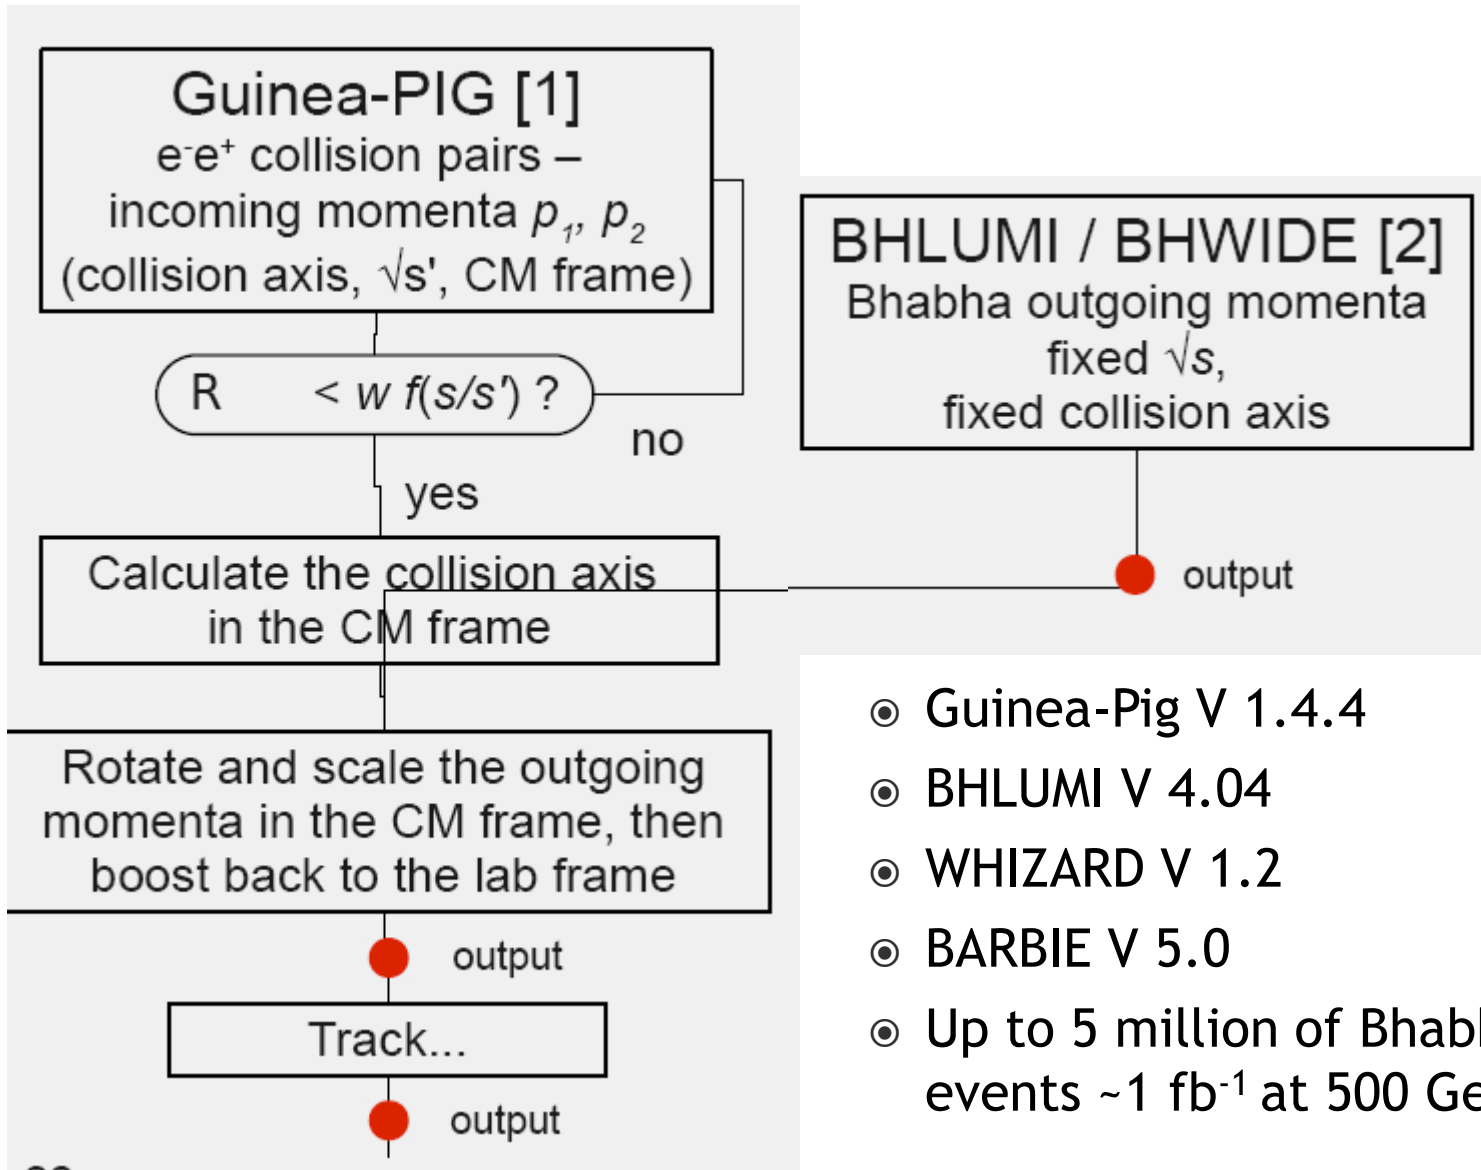 Guinea-PIG [1]
e⁻e⁺ collision pairs –
incoming momenta p₁, p₂
(collision axis, √s', CM frame)
R < w f(s/s') ?
no
yes
Calculate the collision axis
in the CM frame
Rotate and scale the outgoing
momenta in the CM frame, then
boost back to the lab frame
output
Track...
output
BHLUMI / BHWIDE [2]
Bhabha outgoing momenta
fixed √s,
fixed collision axis
output
⦿ Guinea-Pig V 1.4.4
⦿ BHLUMI V 4.04
⦿ WHIZARD V 1.2
⦿ BARBIE V 5.0
⦿ Up to 5 million of
events ~1 fb⁻¹ at 500